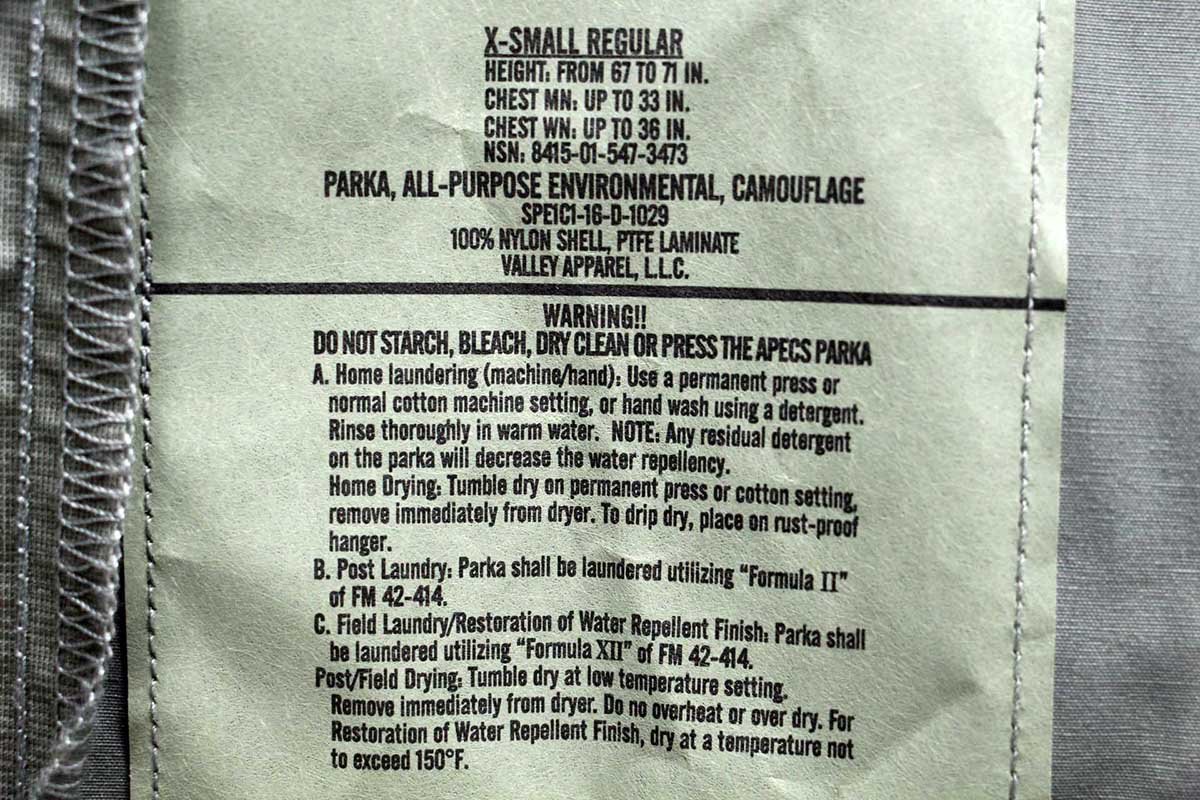 X-SMALL REGULAR
HEIGHT: FROM 67 TO 71 IN.
CHEST MN: UP TO 33 IN.
CHEST WN: UP TO 36 IN.
NSN: 8415-01-547-3473
PARKA, ALL-PURPOSE ENVIRONMENTAL, CAMOUFLAGE
SPE1C1-16-D-1029
100% NYLON SHELL, PTFE LAMINATE
VALLEY APPAREL, L.L.C.
WARNING!!
DO NOT STARCH, BLEACH, DRY CLEAN OR PRESS THE APECS PARKA
A. Home laundering (machine/hand): Use a permanent press or
normal cotton machine setting, or hand wash using a detergent.
Rinse thoroughly in warm water. NOTE: Any residual detergent
on the parka will decrease the water repellency.
Home Drying: Tumble dry on permanent press or cotton setting,
remove immediately from dryer. To drip dry, place on rust-proof
hanger.
B. Post Laundry: Parka shall be laundered utilizing "Formula II"
of FM 42-414.
C. Field Laundry/Restoration of Water Repellent Finish: Parka shall
be laundered utilizing "Formula XII" of FM 42-414.
Post/Field Drying: Tumble dry at low temperature setting.
Remove immediately from dryer. Do no overheat or over dry. For
Restoration of Water Repellent Finish, dry at a temperature not
to exceed 150°F.